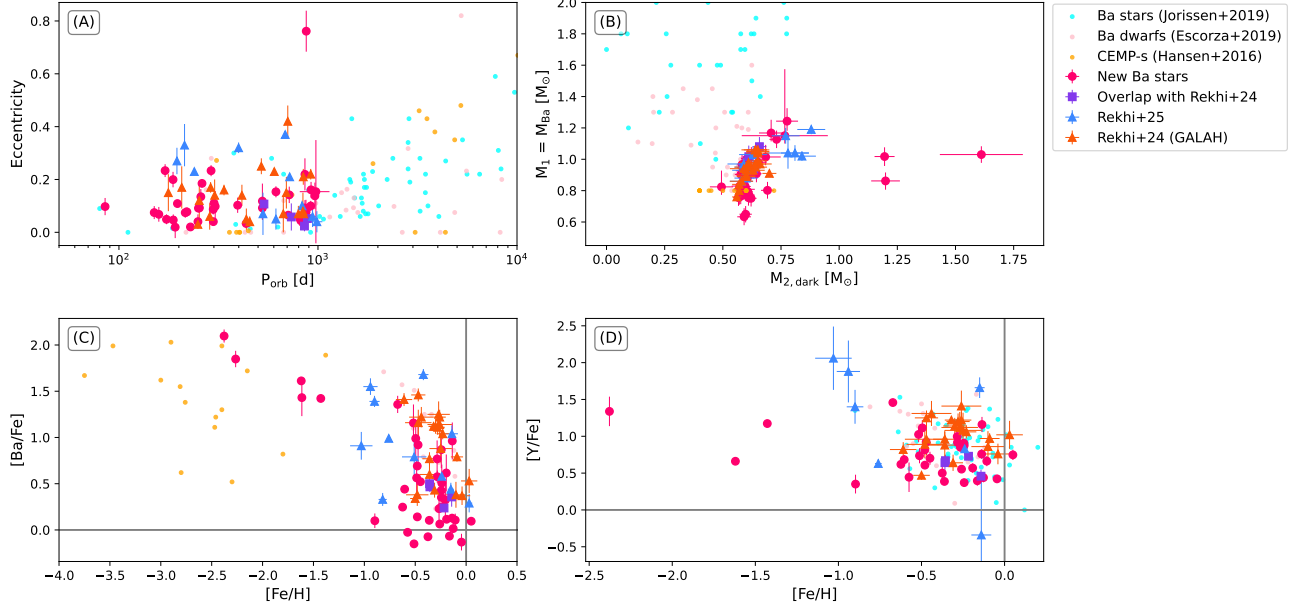 (A)
Eccentricity
0.0
0.2
0.4
0.6
0.8
10²
10³
10⁴
P_orb [d]
(B)
M₁ = M_Ba [M⊙]
0.6
0.8
1.0
1.2
1.4
1.6
1.8
2.0
0.00
0.25
0.50
0.75
1.00
1.25
1.50
1.75
M₂,dark [M⊙]
Ba stars (Jorissen+2019)
Ba dwarfs (Escorza+2019)
CEMP-s (Hansen+2016)
New Ba stars
Overlap with Rekhi+24
Rekhi+25
Rekhi+24 (GALAH)
(C)
[Ba/Fe]
0.0
0.5
1.0
1.5
2.0
−4.0
−3.5
−3.0
−2.5
−2.0
−1.5
−1.0
−0.5
0.0
0.5
[Fe/H]
(D)
[Y/Fe]
−0.5
0.0
0.5
1.0
1.5
2.0
2.5
−2.5
−2.0
−1.5
−1.0
−0.5
0.0
[Fe/H]